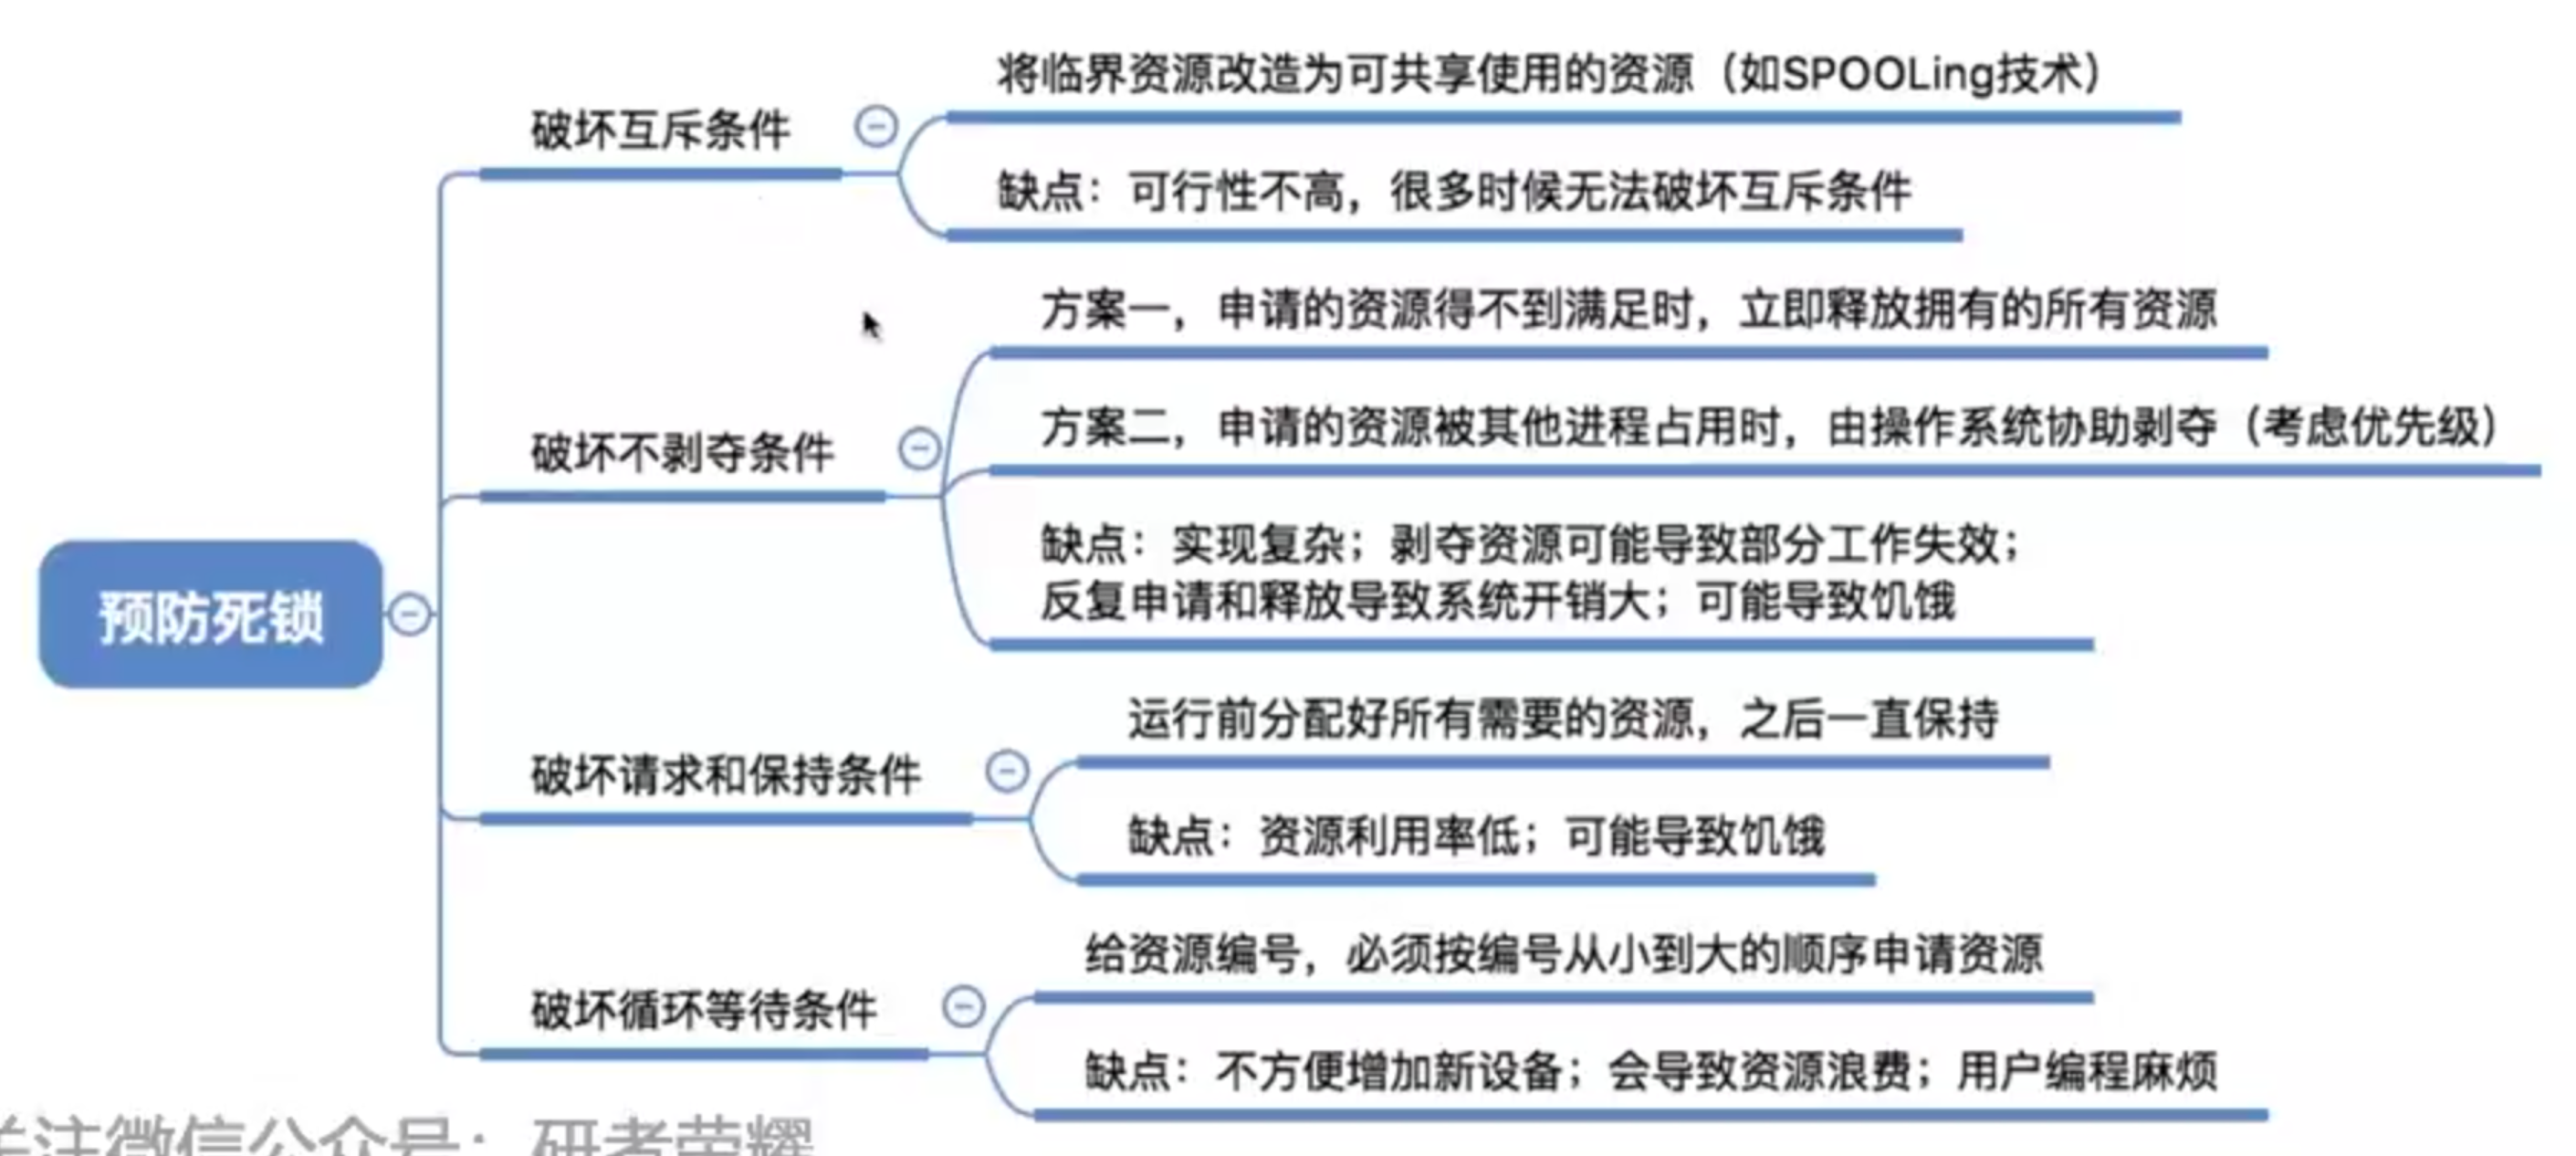 将临界资源改造为可共享使用的资源（如SPOOLing技术）
破坏互斥条件
缺点：可行性不高，很多时候无法破坏互斥条件
方案一，申请的资源得不到满足时，立即释放拥有的所有资源
方案二，申请的资源被其他进程占用时，由操作系统协助剥夺（考虑优先级）
破坏不剥夺条件
缺点：实现复杂；剥夺资源可能导致部分工作失效；
反复申请和释放导致系统开销大；可能导致饥饿
预防死锁
运行前分配好所有需要的资源，之后一直保持
破坏请求和保持条件
缺点：资源利用率低；可能导致饥饿
给资源编号，必须按编号从小到大的顺序申请资源
破坏循环等待条件
缺点：不方便增加新设备；会导致资源浪费；用户编程麻烦
关注微信公众号：研考荣耀